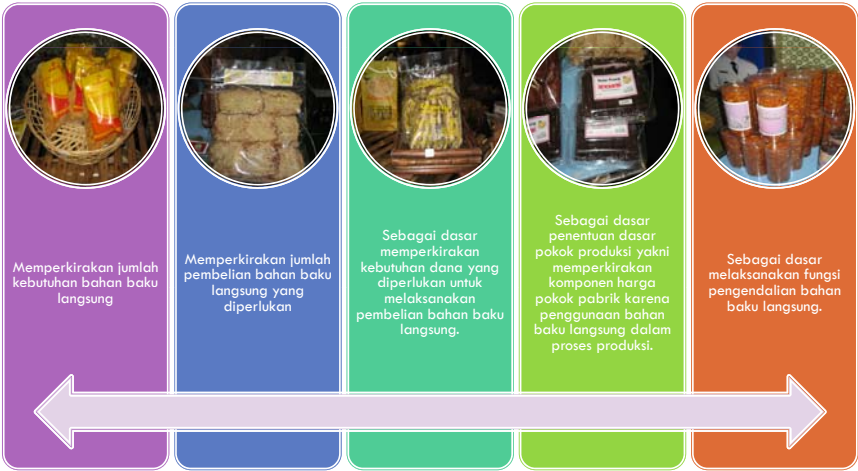 Memperkirakan jumlah
kebutuhan bahan baku
langsung
Memperkirakan jumlah
pembelian bahan baku
langsung yang
diperlukan
Sebagai dasar
memperkirakan
kebutuhan dana yang
diperlukan untuk
melaksanakan
pembelian bahan baku
langsung.
Sebagai dasar
penentuan dasar
pokok produksi yakni
memperkirakan
komponen harga
pokok pabrik karena
penggunaan bahan
baku langsung dalam
proses produksi.
Sebagai dasar
melaksanakan fungsi
pengendalian bahan
baku langsung.